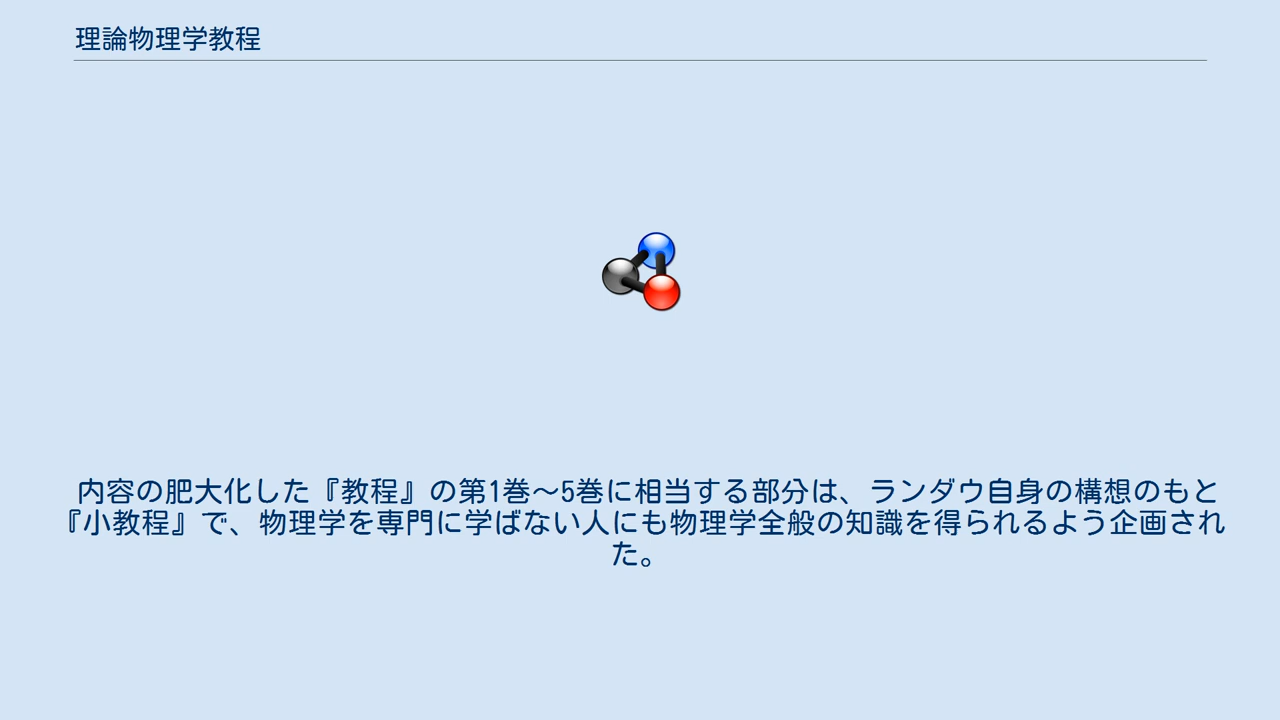 理論物理学教程
内容の肥大化した『教程』の第1巻～5巻に相当する部分は、ランダウ自身の構想のもと
『小教程』で、物理学を専門に学ばない人にも物理学全般の知識を得られるよう企画され
た。